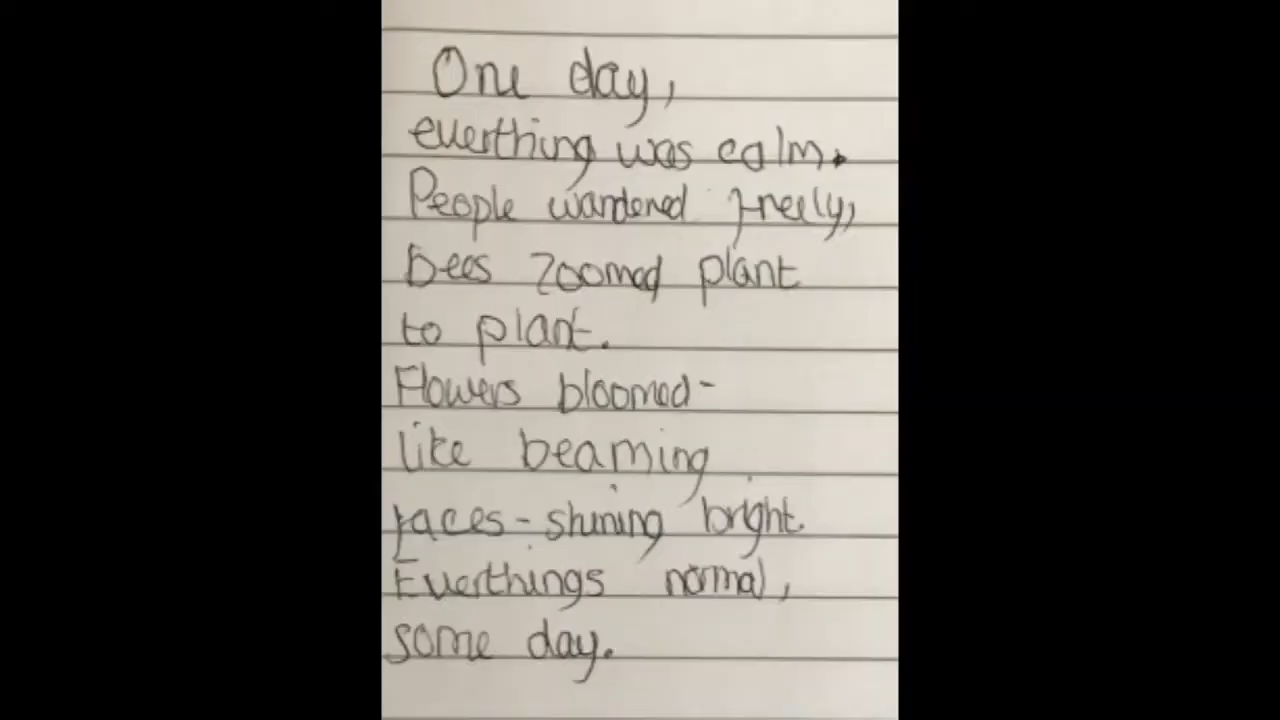 One day,
everthing was calm.
People wandered freely,
bees zoomed plant
to plant.
Flowers bloomed-
like beaming
faces - shining bright.
Everthings normal,
some day.